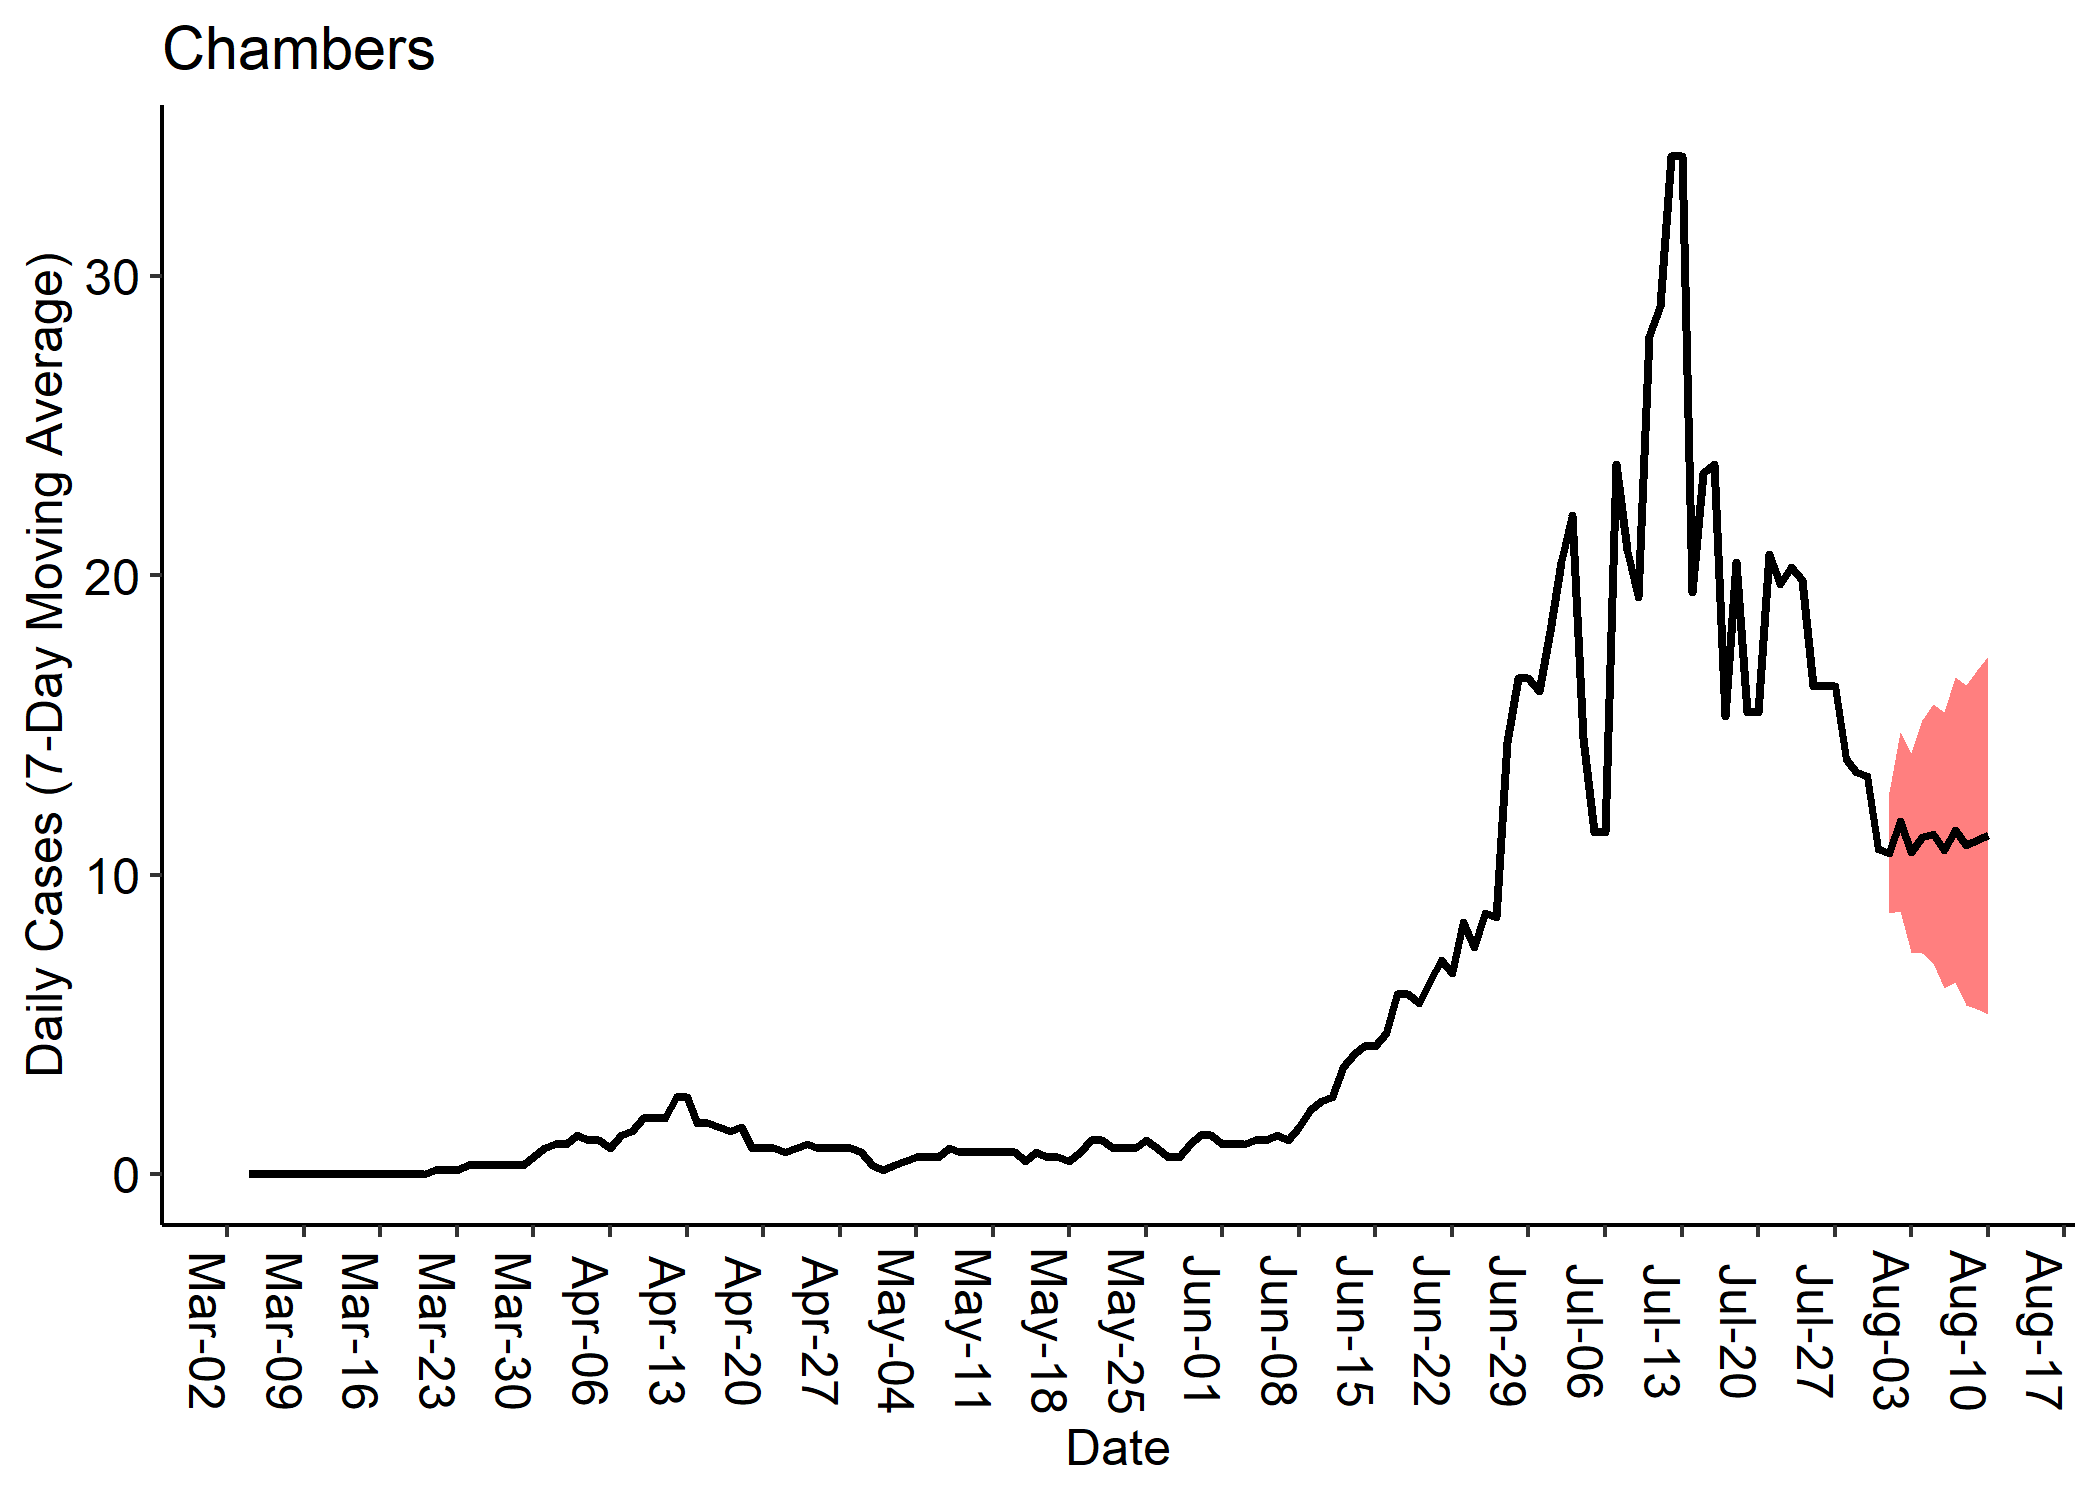 Chambers
Daily Cases (7-Day Moving Average)
30
20
10
0
Mar-02
Mar-09
Mar-16
Mar-23
Mar-30
Apr-06
Apr-13
Apr-20
Apr-27
May-04
May-11
May-18
May-25
Jun-01
Jun-08
Jun-15
Jun-22
Jun-29
Jul-06
Jul-13
Jul-20
Jul-27
Aug-03
Aug-10
Aug-17
Date